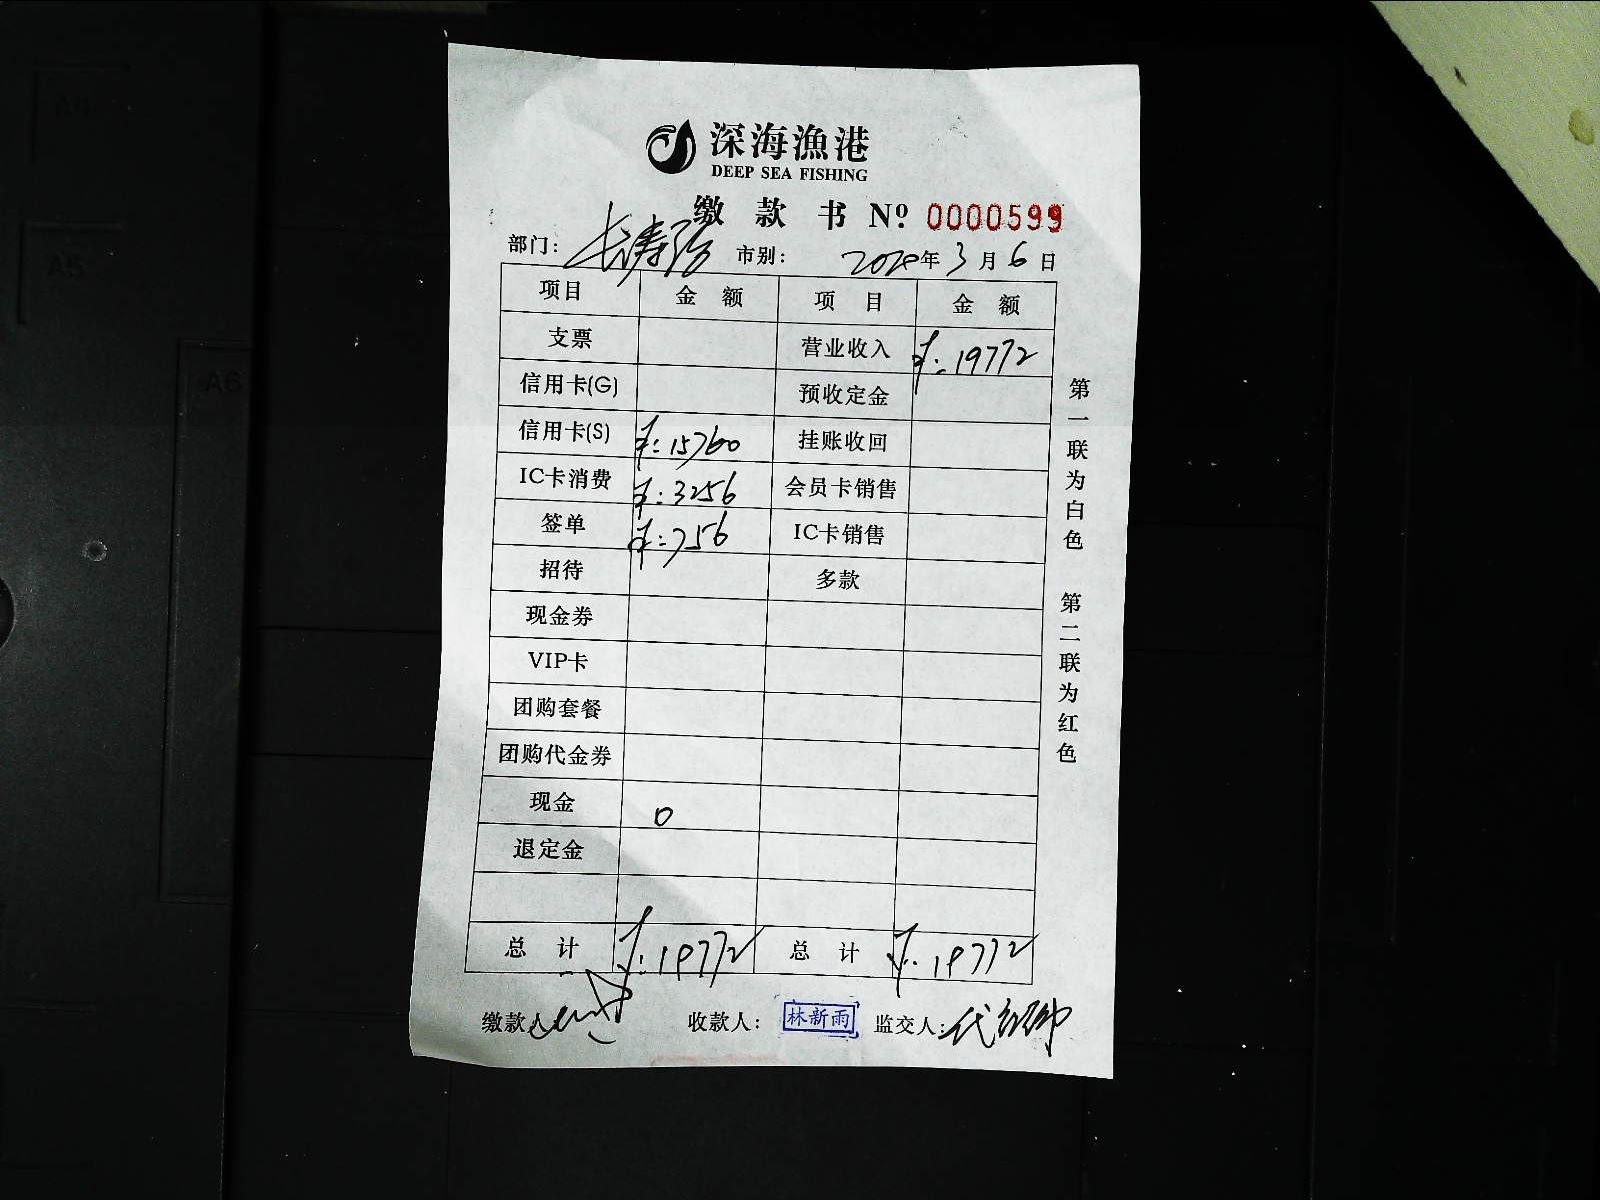 深海渔港
DEEP SEA FISHING
缴款书 Nº 0000599
部门: 长寿路 市别: 2020年3月6日
项目 金额 项目 金额
支票 营业收入 ¥:19772
信用卡(G) 预收定金
信用卡(S) ¥:15760 挂账收回
IC卡消费 ¥:3256 会员卡销售
签单 ¥:756 IC卡销售
招待 多款
现金券
VIP卡
团购套餐
团购代金券
现金 0
退定金
总计 ¥:19772 总计 ¥:19772
缴款人: 收款人: 林新雨 监交人:
第一联为白色 第二联为红色
A4
A5
A6